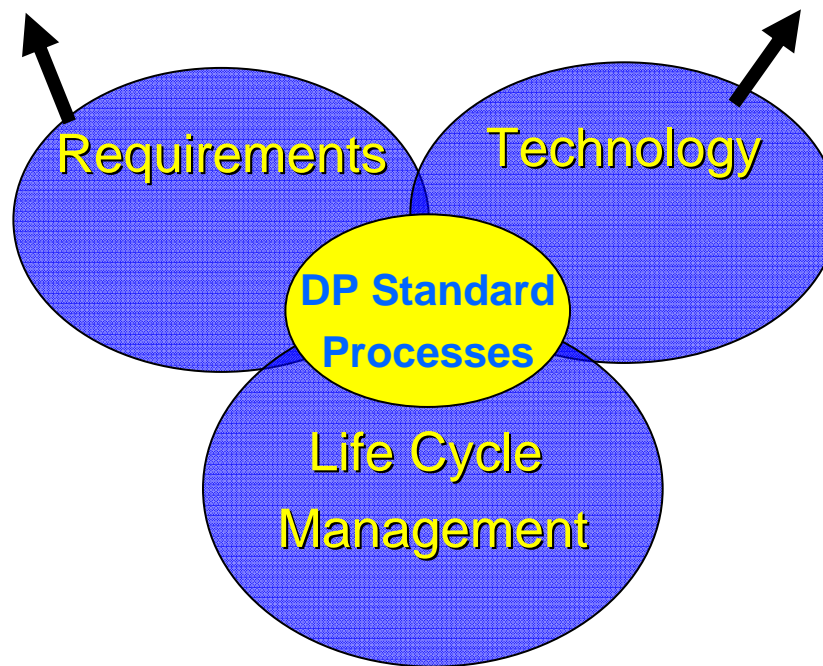 Requirements
Technology
DP Standard
Processes
Life Cycle
Management